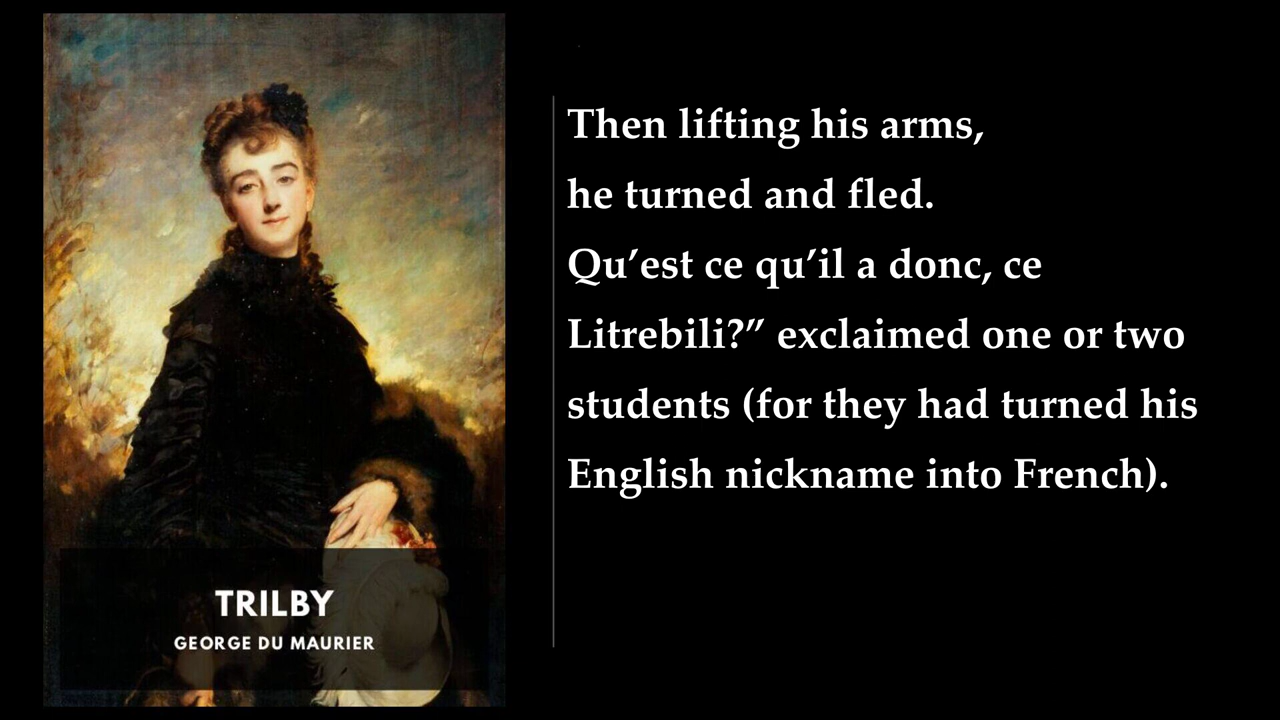 TRILBY
GEORGE DU MAURIER
Then lifting his arms,
he turned and fled.
Qu’est ce qu’il a donc, ce
Litrebili?” exclaimed one or two
students (for they had turned his
English nickname into French).